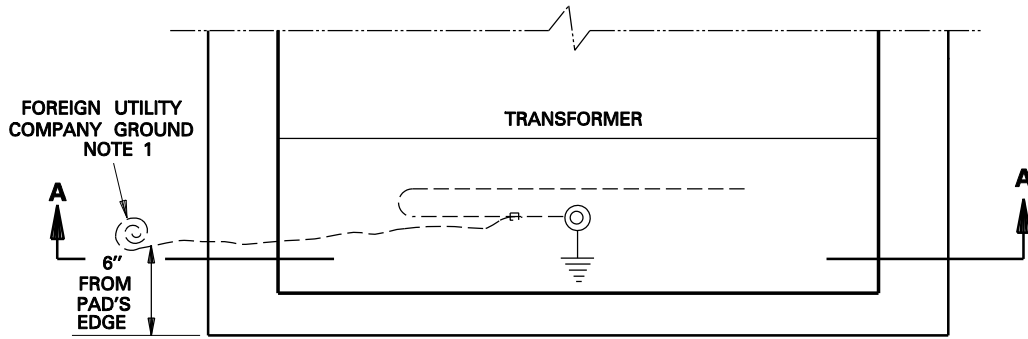 FOREIGN UTILITY
COMPANY GROUND
NOTE 1
TRANSFORMER
A
A
6"
FROM
PAD'S
EDGE